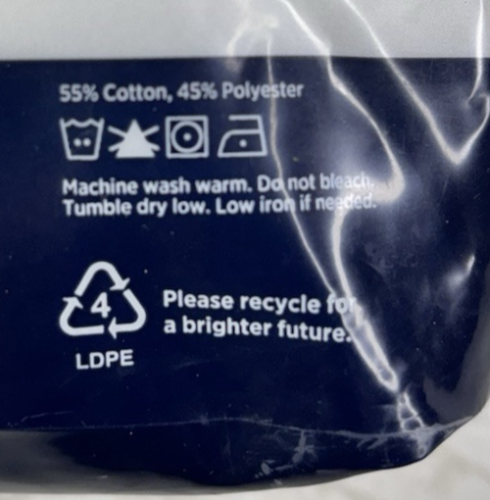 55% Cotton, 45% Polyester
Machine wash warm. Do not bleach.
Tumble dry low. Low iron if needed.
4
LDPE
Please recycle for
a brighter future.